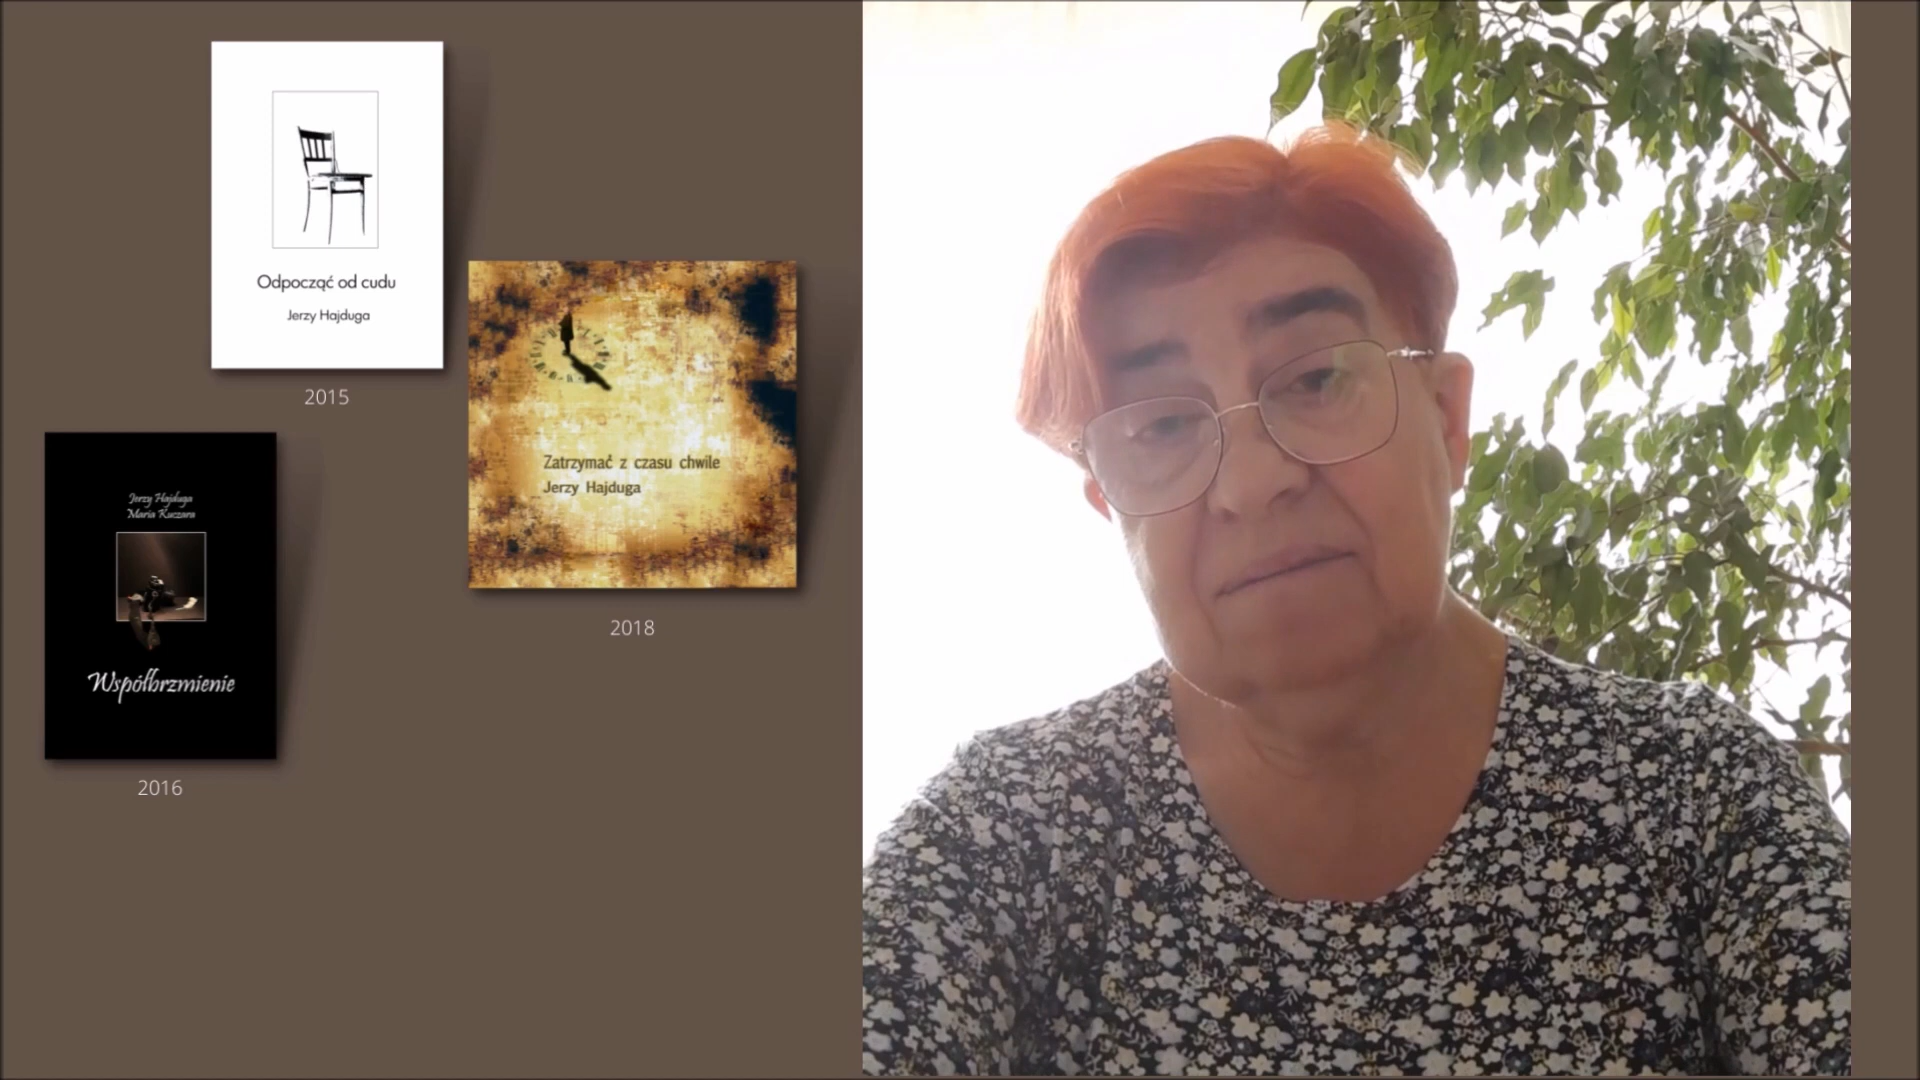 Odpocząć od cudu
Jerzy Hajduga
2015
Zatrzymać z czasu chwile
Jerzy Hajduga
2018
Jerzy Hajduga
Maria Kuczara
Współbrzmienie
2016